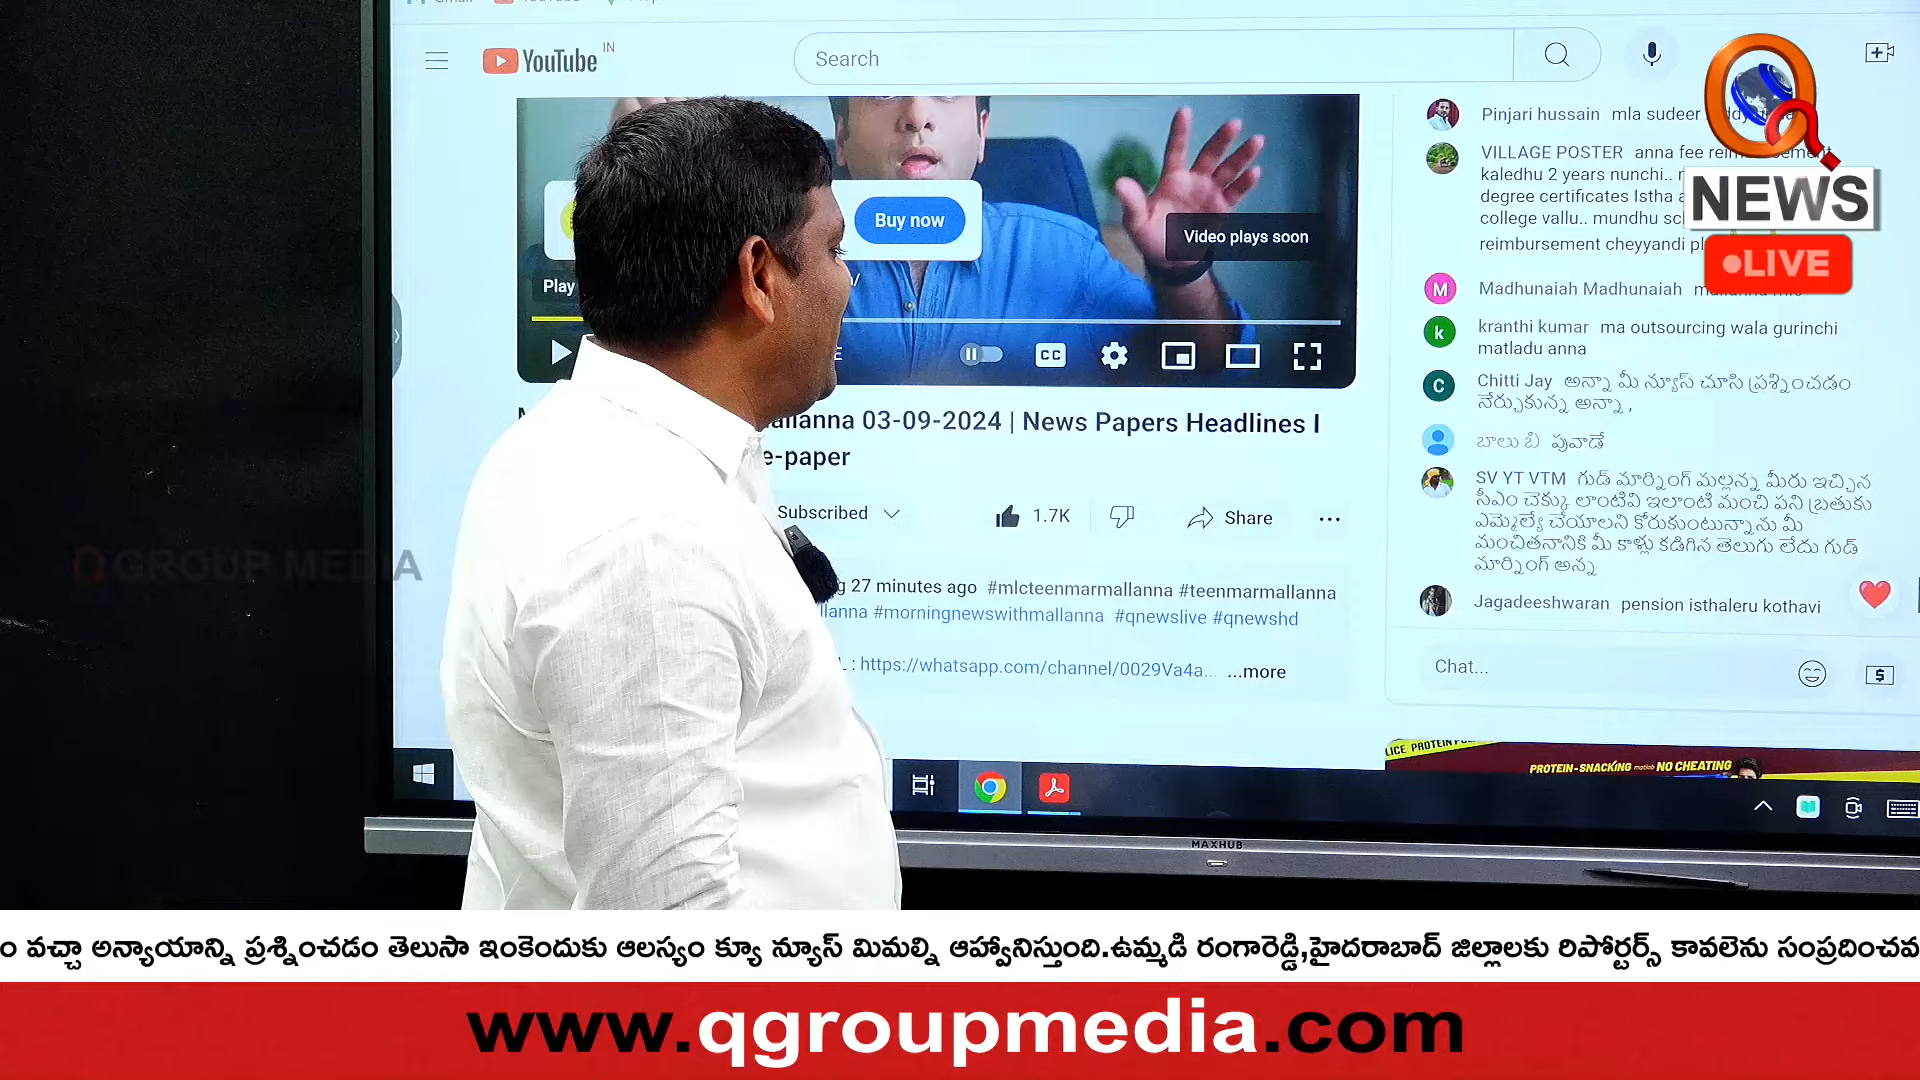 YouTube IN
Search
Buy now
Video plays soon
Play
CC
allanna 03-09-2024 | News Papers Headlines I
e-paper
Subscribed
1.7K
Share
g 27 minutes ago #mlcteenmarmallanna #teenmarmallanna
#morningnewswithmallanna #qnewslive #qnewshd
: https://whatsapp.com/channel/0029Va4a... ...more
Pinjari hussain mla sudeer
VILLAGE POSTER anna fee
kaledhu 2 years nunchi..
degree certificates Istha
college vallu.. mundhu
reimbursement cheyyandi
M Madhunaiah Madhunaiah
k kranthi kumar ma outsourcing wala gurinchi
matladu anna
C Chitti Jay అన్నా మీ న్యూస్ చూసి ప్రశ్నించడం
నేర్చుకున్న అన్నా ,
బాలు బి పువాడే
SV YT VTM గుడ్ మార్నింగ్ మల్లన్న మీరు ఇచ్చిన
సీఎం చెక్కు లాంటివి ఇలాంటి మంచి పని బ్రతుకు
ఎమ్మెల్యే చేయాలని కోరుకుంటున్నాను మీ
మంచితనానికి మీ కాళ్లు కడిగిన తెలుగు లేదు గుడ్
మార్నింగ్ అన్న
Jagadeeshwaran pension isthaleru kothavi
Chat...
PROTEIN-SNACKING NO CHEATING
MAXHUB
NEWS
LIVE
Q GROUP MEDIA
ం వచ్చా అన్యాయాన్ని ప్రశ్నించడం తెలుసా ఇంకెందుకు ఆలస్యం క్యూ న్యూస్ మిమల్ని ఆహ్వానిస్తుంది.ఉమ్మడి రంగారెడ్డి,హైదరాబాద్ జిల్లాలకు రిపోర్టర్స్ కావలెను సంప్రదించవ
www.qgroupmedia.com